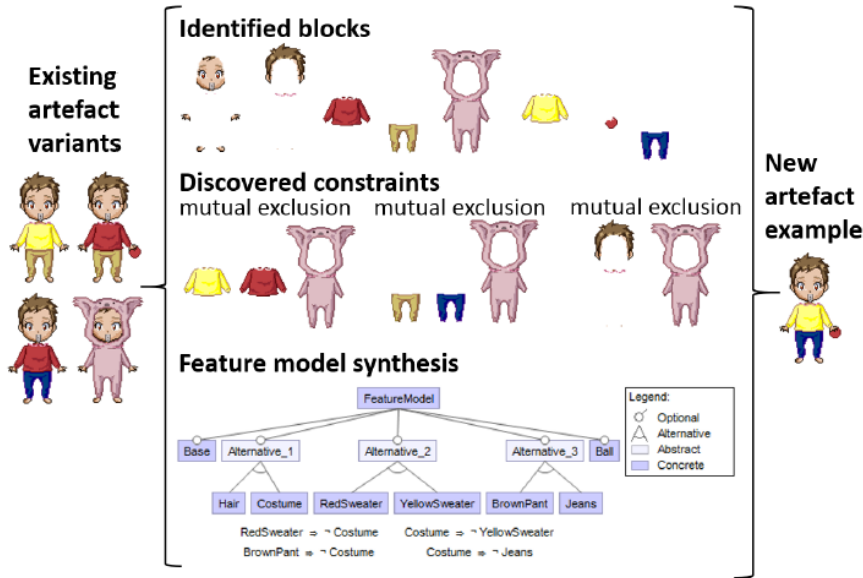 Existing
artefact
variants
Identified blocks
Discovered constraints
mutual exclusion mutual exclusion mutual exclusion
Feature model synthesis
FeatureModel
Base Alternative_1 Alternative_2 Alternative_3 Ball
Hair Costume RedSweater YellowSweater BrownPant Jeans
RedSweater ⇒ ¬ Costume Costume ⇒ ¬ YellowSweater
BrownPant ⇒ ¬ Costume Costume ⇒ ¬ Jeans
Legend:
Optional
Alternative
Abstract
Concrete
New
artefact
example